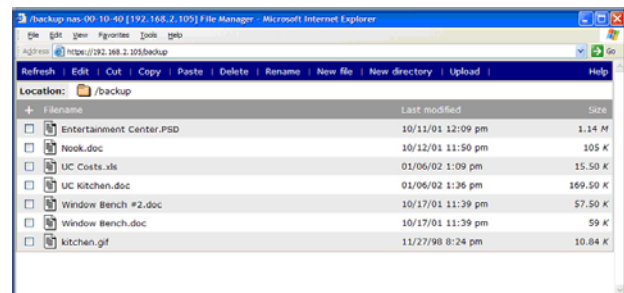 /backup nas-00-10-40 [192.168.2.105] File Manager - Microsoft Internet Explorer
File Edit View Favorites Tools Help
Address https://192.168.2.105/backup Go
Refresh | Edit | Cut | Copy | Paste | Delete | Rename | New file | New directory | Upload | Help
Location: /backup
+ Filename Last modified Size
Entertainment Center.PSD 10/11/01 12:09 pm 1.14 M
Nook.doc 10/12/01 11:50 pm 105 K
UC Costs.xls 01/06/02 1:09 pm 15.50 K
UC Kitchen.doc 01/06/02 1:36 pm 169.50 K
Window Bench #2.doc 10/17/01 11:39 pm 57.50 K
Window Bench.doc 10/17/01 11:39 pm 59 K
kitchen.gif 11/27/98 8:24 pm 10.84 K